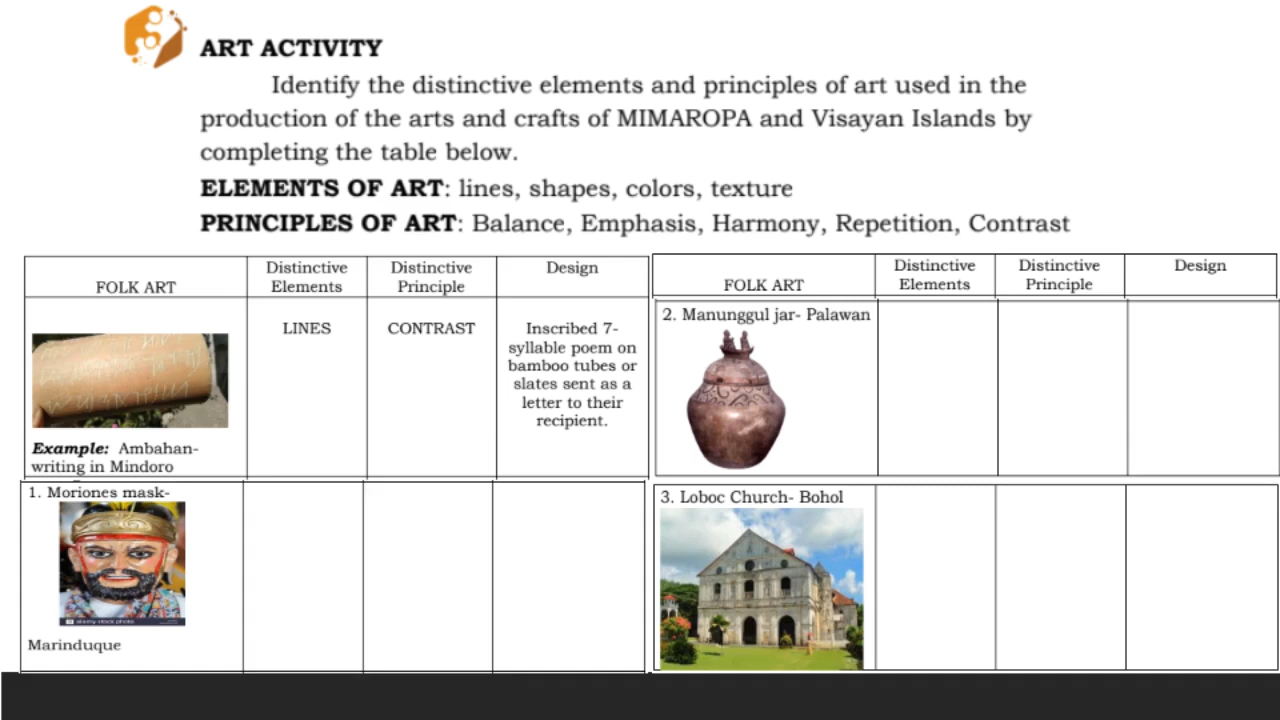 ART ACTIVITY
Identify the distinctive elements and principles of art used in the
production of the arts and crafts of MIMAROPA and Visayan Islands by
completing the table below.
ELEMENTS OF ART: lines, shapes, colors, texture
PRINCIPLES OF ART: Balance, Emphasis, Harmony, Repetition, Contrast
FOLK ART
Distinctive
Elements
Distinctive
Principle
Design
Example: Ambahan-
writing in Mindoro
LINES
CONTRAST
Inscribed 7-
syllable poem on
bamboo tubes or
slates sent as a
letter to their
recipient.
1. Moriones mask-
alamy stock photo
Marinduque
FOLK ART
Distinctive
Elements
Distinctive
Principle
Design
2. Manunggul jar- Palawan
3. Loboc Church- Bohol